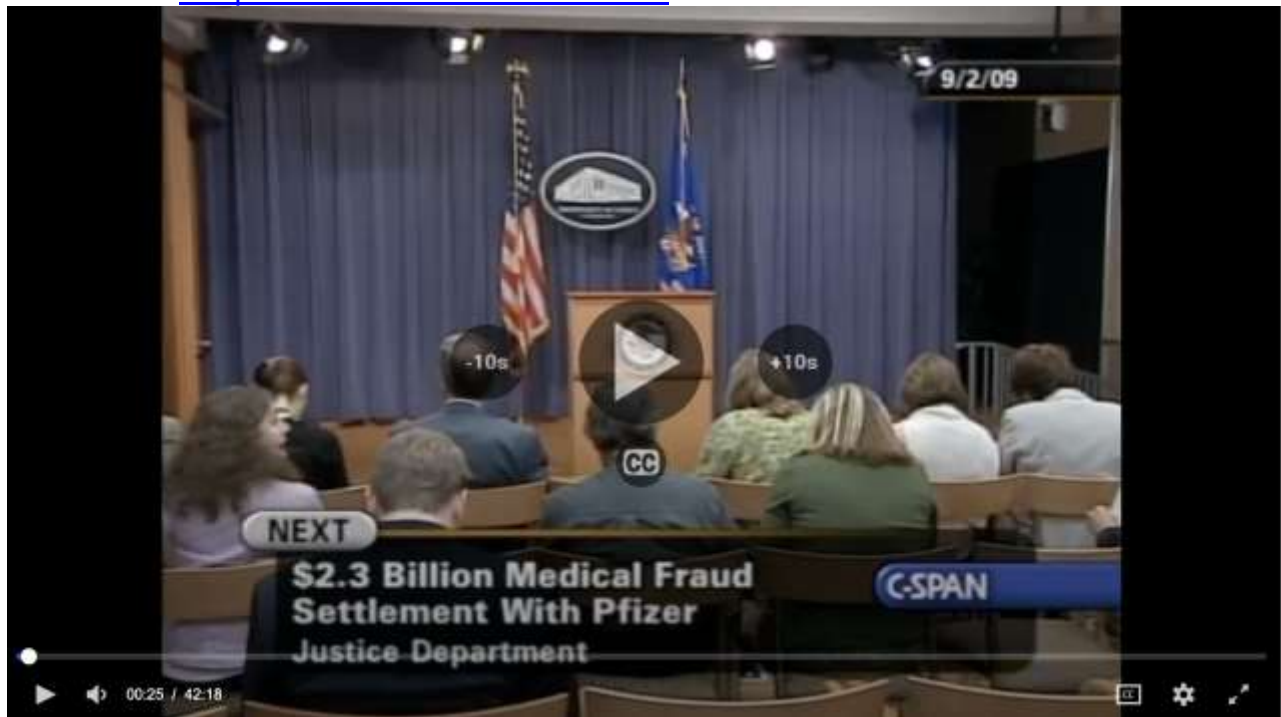 9/2/09
-10s
+10s
CC
NEXT
$2.3 Billion Medical Fraud
Settlement With Pfizer
Justice Department
C-SPAN
00:25 / 42:18
CC